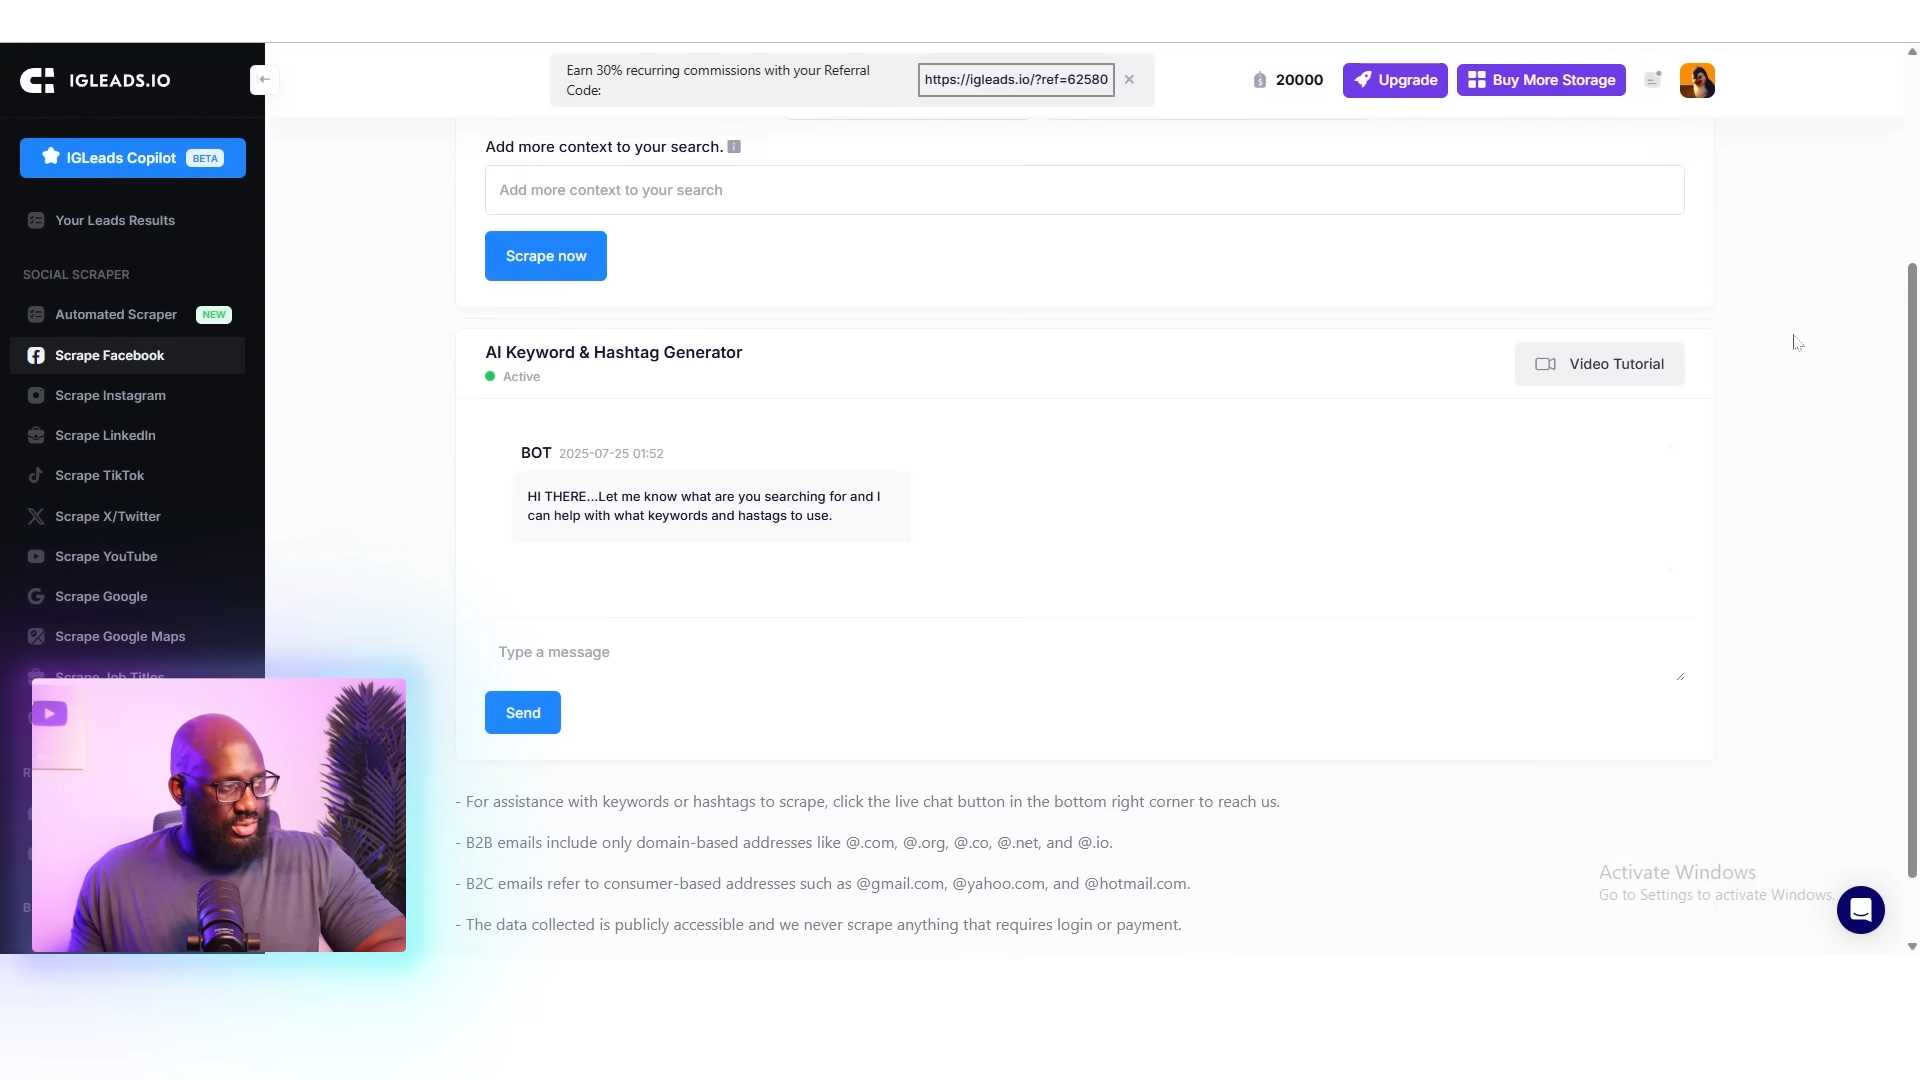 IGLEADS.IO
Earn 30% recurring commissions with your Referral
Code:
https://igleads.io/?ref=62580
20000
Upgrade
Buy More Storage
IGLeads Copilot BETA
Your Leads Results
SOCIAL SCRAPER
Automated Scraper NEW
Scrape Facebook
Scrape Instagram
Scrape LinkedIn
Scrape TikTok
Scrape X/Twitter
Scrape YouTube
Scrape Google
Scrape Google Maps
Scrape Job Titles
Add more context to your search.
Add more context to your search
Scrape now
AI Keyword & Hashtag Generator
Active
Video Tutorial
BOT 2025-07-25 01:52
HI THERE...Let me know what are you searching for and I
can help with what keywords and hastags to use.
Type a message
Send
- For assistance with keywords or hashtags to scrape, click the live chat button in the bottom right corner to reach us.
- B2B emails include only domain-based addresses like @.com, @.org, @.co, @.net, and @.io.
- B2C emails refer to consumer-based addresses such as @gmail.com, @yahoo.com, and @hotmail.com.
- The data collected is publicly accessible and we never scrape anything that requires login or payment.
Activate Windows
Go to Settings to activate Windows.